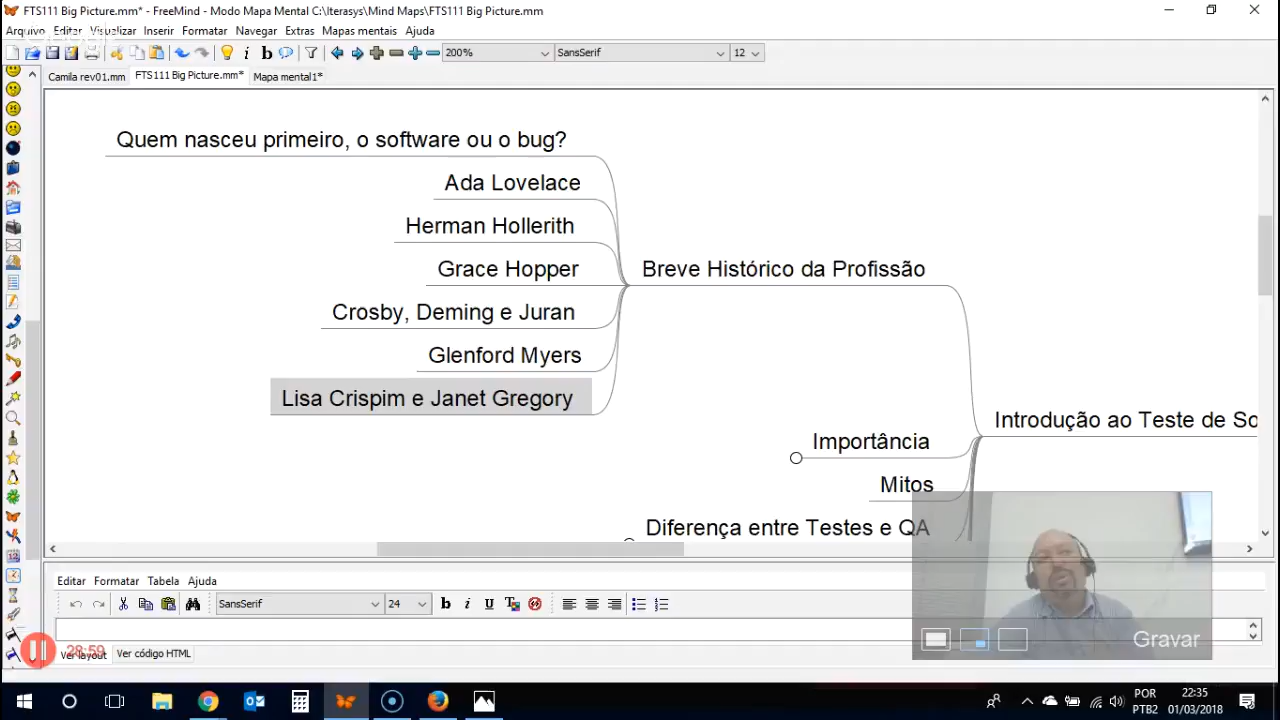 FTS111 Big Picture.mm* - FreeMind - Modo Mapa Mental C:\Iterasys\Mind Maps\FTS111 Big Picture.mm
Arquivo Editar Visualizar Inserir Formatar Navegar Extras Mapas mentais Ajuda
200% SansSerif 12
Camila rev01.mm FTS111 Big Picture.mm* Mapa mental1*
Quem nasceu primeiro, o software ou o bug?
Ada Lovelace
Herman Hollerith
Grace Hopper
Breve Histórico da Profissão
Crosby, Deming e Juran
Glenford Myers
Lisa Crispim e Janet Gregory
Introdução ao Teste de So
Importância
Mitos
Diferença entre Testes e QA
Editar Formatar Tabela Ajuda
SansSerif 24
Gravar
28:59
Ver layout Ver código HTML
POR
PTB2
22:35
01/03/2018